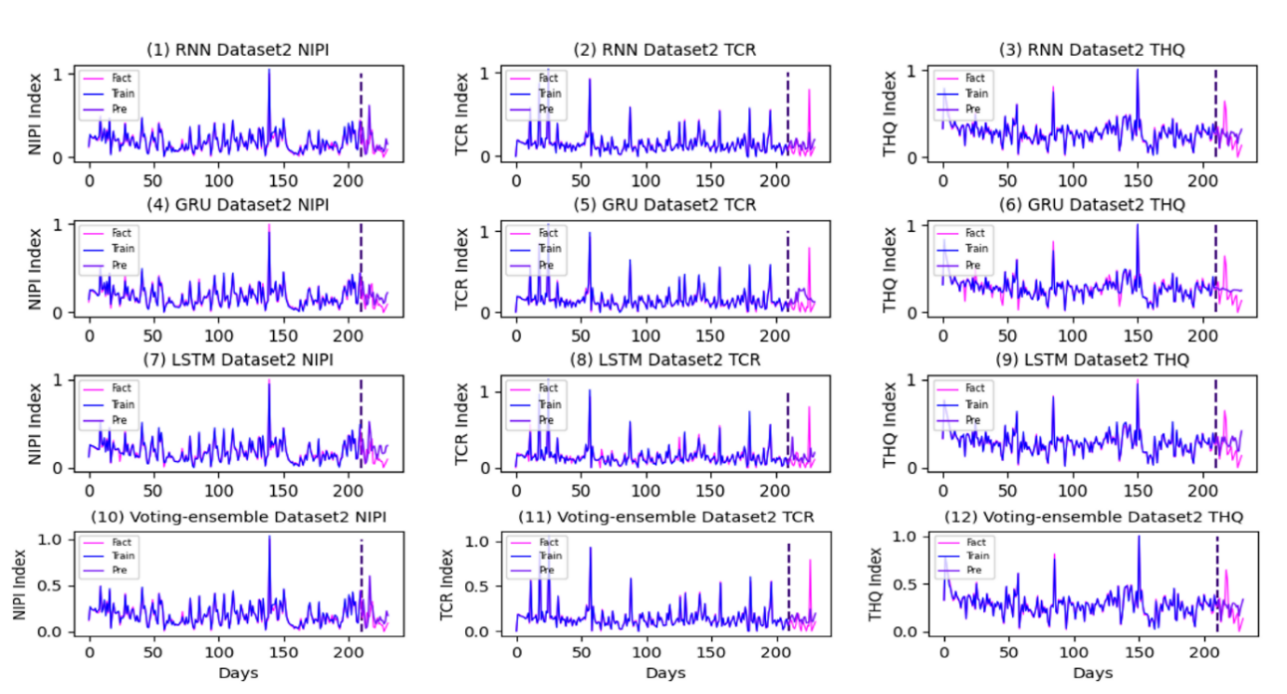 (1) RNN Dataset2 NIPI
NIPI Index
1
0
Fact
Train
Pre
0 50 100 150 200
(2) RNN Dataset2 TCR
TCR Index
1
0
Fact
Train
Pre
0 50 100 150 200
(3) RNN Dataset2 THQ
THQ Index
1
0
Fact
Train
Pre
0 50 100 150 200
(4) GRU Dataset2 NIPI
NIPI Index
1
0
Fact
Train
Pre
0 50 100 150 200
(5) GRU Dataset2 TCR
TCR Index
1
0
Fact
Train
Pre
0 50 100 150 200
(6) GRU Dataset2 THQ
THQ Index
1
0
Fact
Train
Pre
0 50 100 150 200
(7) LSTM Dataset2 NIPI
NIPI Index
1
0
Fact
Train
Pre
0 50 100 150 200
(8) LSTM Dataset2 TCR
TCR Index
1
0
Fact
Train
Pre
0 50 100 150 200
(9) LSTM Dataset2 THQ
THQ Index
1
0
Fact
Train
Pre
0 50 100 150 200
(10) Voting-ensemble Dataset2 NIPI
NIPI Index
1.0
0.5
0.0
Fact
Train
Pre
0 50 100 150 200
Days
(11) Voting-ensemble Dataset2 TCR
TCR Index
1.0
0.5
0.0
Fact
Train
Pre
0 50 100 150 200
Days
(12) Voting-ensemble Dataset2 THQ
THQ Index
1.0
0.5
0.0
Fact
Train
Pre
0 50 100 150 200
Days